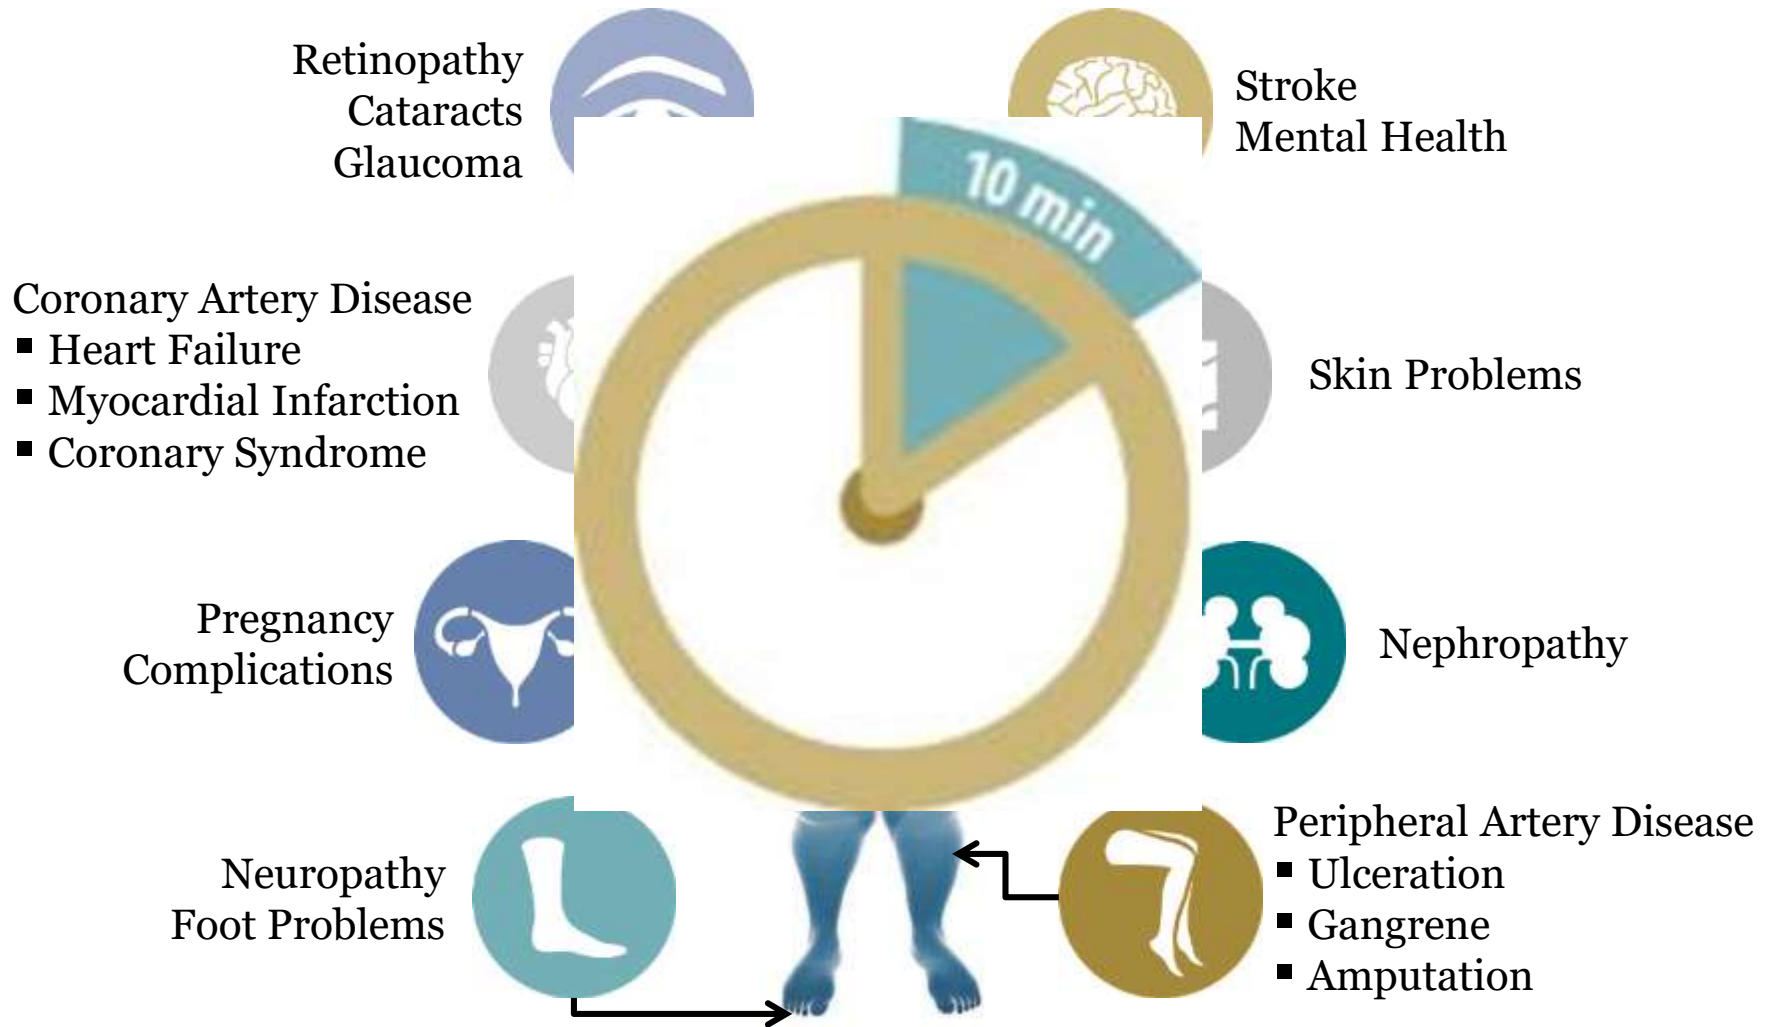 Retinopathy
Cataracts
Glaucoma
Stroke
Mental Health
10 min
Coronary Artery Disease
▪ Heart Failure
▪ Myocardial Infarction
▪ Coronary Syndrome
Skin Problems
Pregnancy
Complications
Nephropathy
Neuropathy
Foot Problems
Peripheral Artery Disease
▪ Ulceration
▪ Gangrene
▪ Amputation